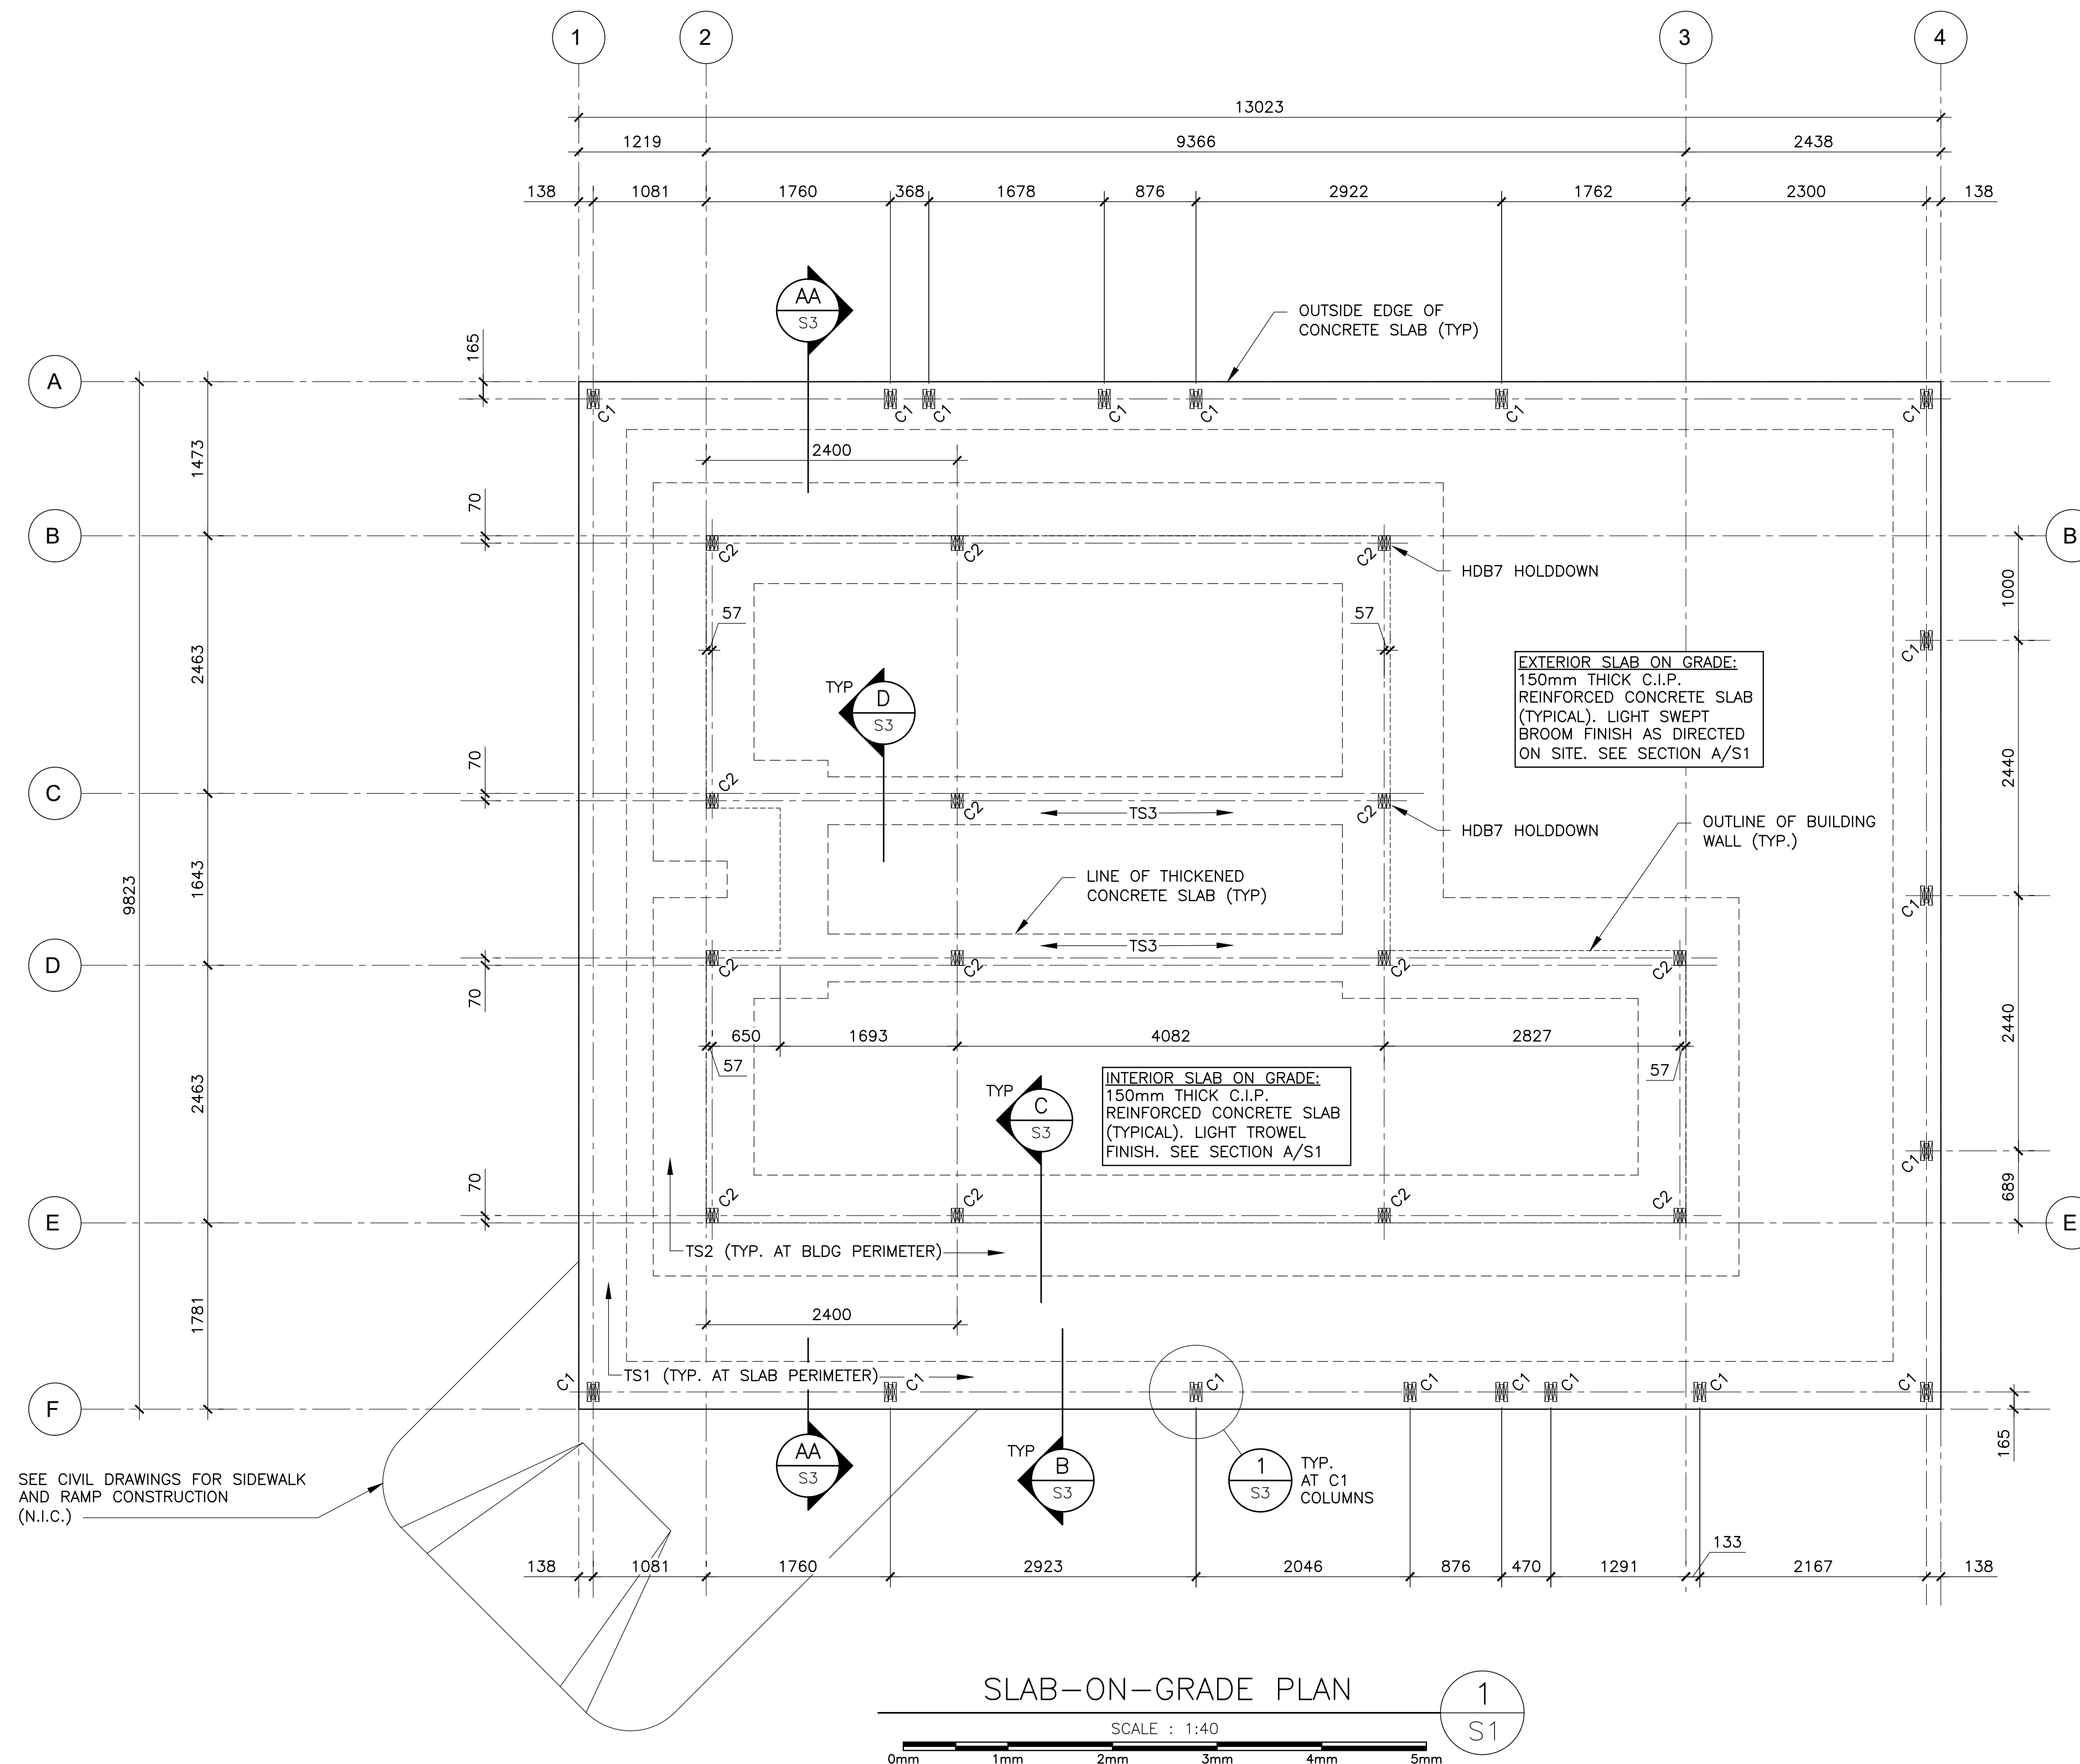 1
2
3
4
13023
1219
9366
2438
138
1081
1760
368
1678
876
2922
1762
2300
138
AA
S3
OUTSIDE EDGE OF
CONCRETE SLAB (TYP)
165
A
C1
C1
C1
C1
C1
C1
C1
2400
1473
70
B
B
C2
C2
C2
HDB7 HOLDDOWN
1000
57
57
C1
2463
EXTERIOR SLAB ON GRADE:
150mm THICK C.I.P.
REINFORCED CONCRETE SLAB
(TYPICAL). LIGHT SWEPT
BROOM FINISH AS DIRECTED
ON SITE. SEE SECTION A/S1
TYP
D
S3
2440
70
C
C2
C2
C2
TS3
HDB7 HOLDDOWN
OUTLINE OF BUILDING
WALL (TYP.)
9823
1643
LINE OF THICKENED
CONCRETE SLAB (TYP)
C1
TS3
D
C2
C2
C2
C2
70
2440
650
1693
4082
2827
57
57
2463
TYP
C
S3
INTERIOR SLAB ON GRADE:
150mm THICK C.I.P.
REINFORCED CONCRETE SLAB
(TYPICAL). LIGHT TROWEL
FINISH. SEE SECTION A/S1
C1
70
689
C2
C2
C2
C2
E
E
TS2 (TYP. AT BLDG PERIMETER)
1781
2400
TS1 (TYP. AT SLAB PERIMETER)
C1
C1
C1
C1
C1
C1
C1
C1
F
165
AA
S3
TYP
B
S3
1
S3
TYP.
AT C1
COLUMNS
SEE CIVIL DRAWINGS FOR SIDEWALK
AND RAMP CONSTRUCTION
(N.I.C.)
138
1081
1760
2923
2046
876
470
1291
133
2167
138
SLAB-ON-GRADE PLAN
1
S1
SCALE : 1:40
0mm
1mm
2mm
3mm
4mm
5mm